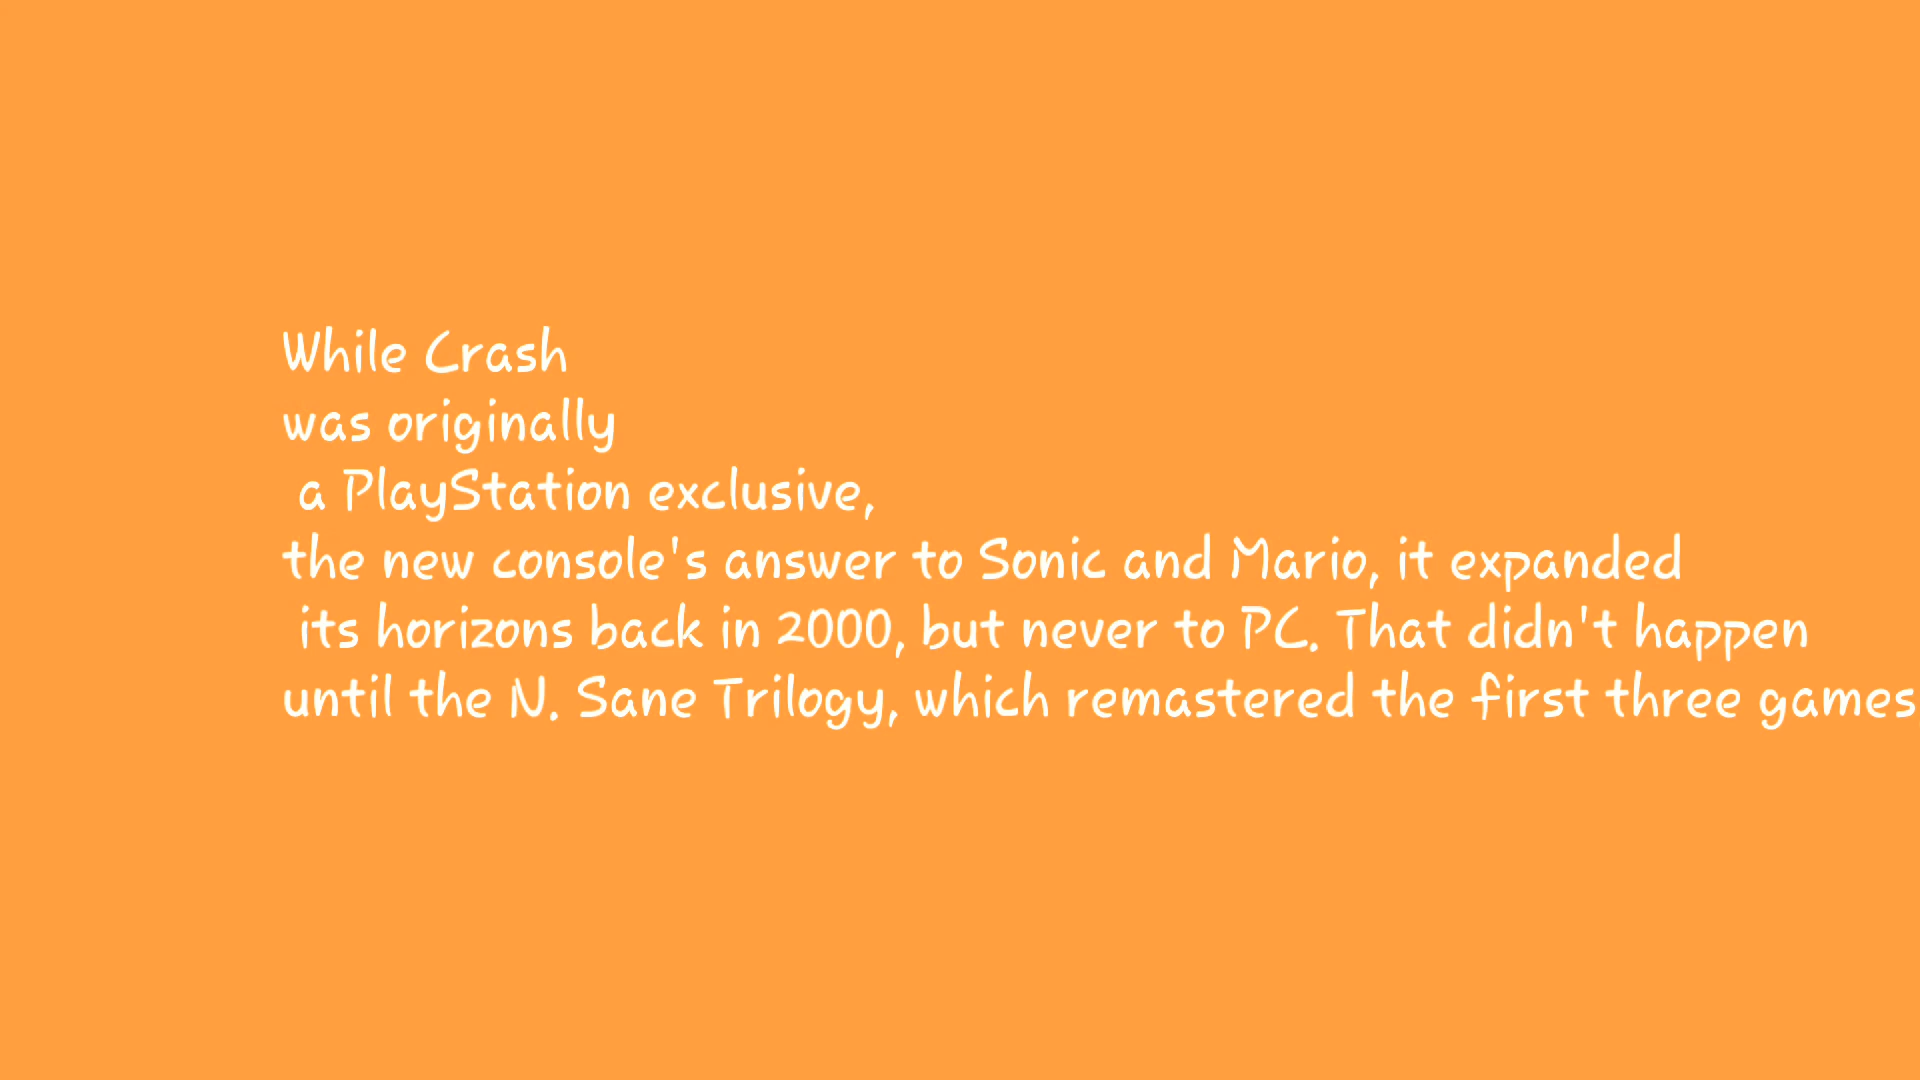 While Crash
was originally
a PlayStation exclusive,
the new console's answer to Sonic and Mario, it expanded
its horizons back in 2000, but never to PC. That didn't happen
until the N. Sane Trilogy, which remastered the first three games